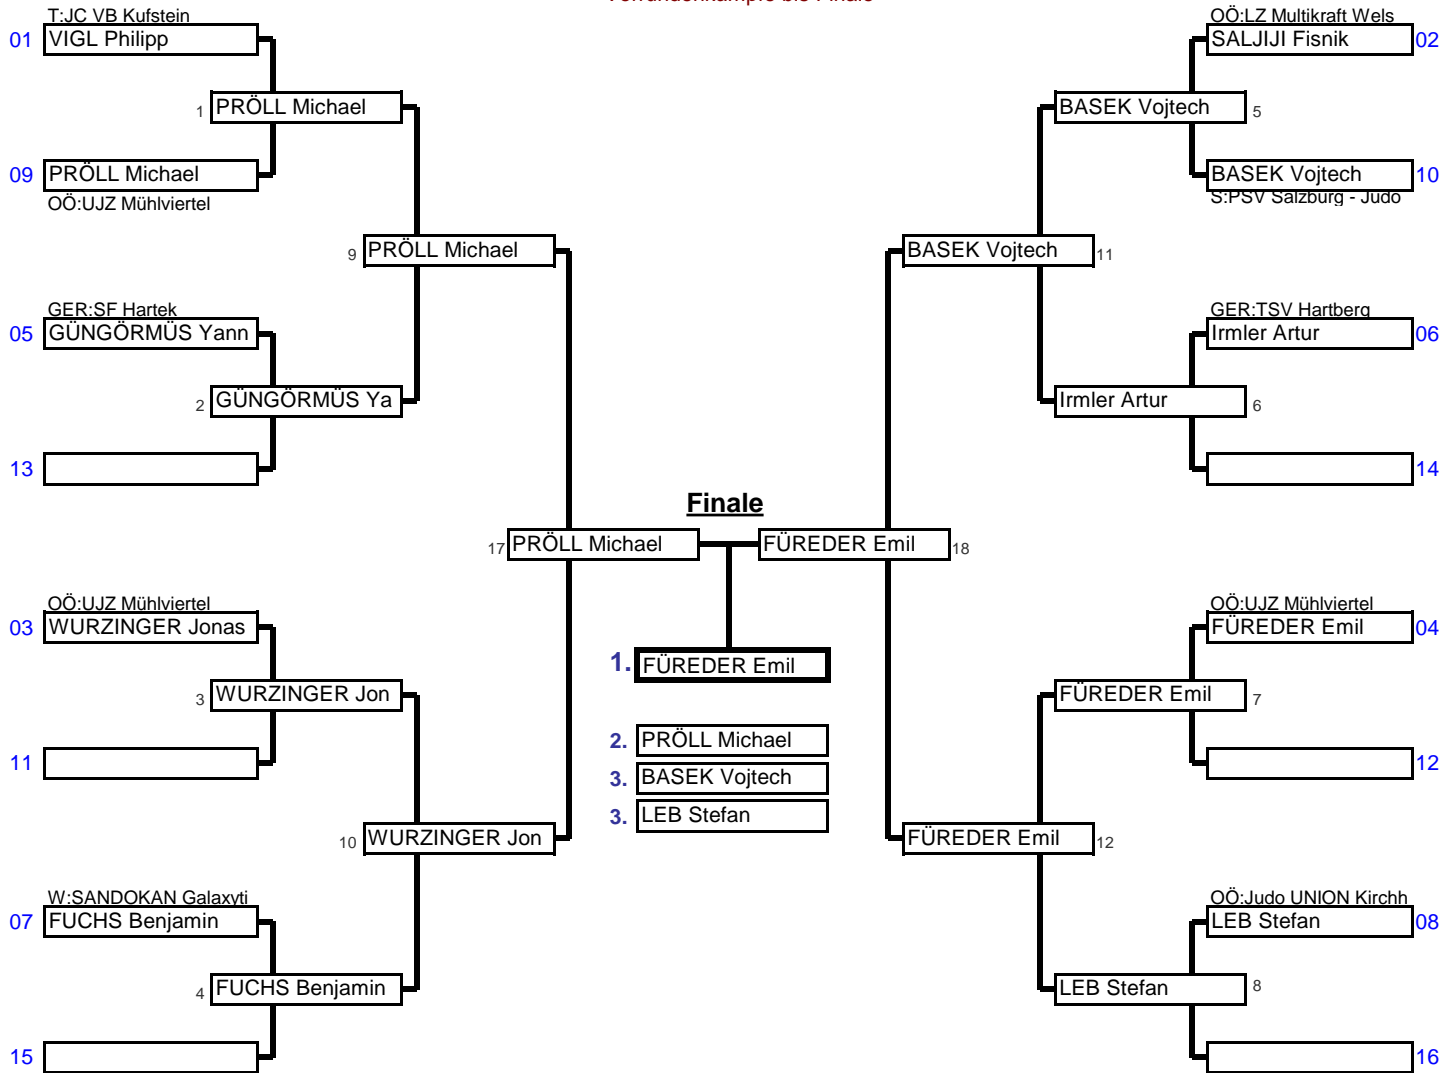 Vorrundenkämpfe bis Finale
T:JC VB Kufstein
01 VIGL Philipp
1 PRÖLL Michael
09 PRÖLL Michael
OÖ:UJZ Mühlviertel
9 PRÖLL Michael
GER:SF Hartek
05 GÜNGÖRMÜS Yann
2 GÜNGÖRMÜS Ya
13
17 PRÖLL Michael
OÖ:UJZ Mühlviertel
03 WURZINGER Jonas
3 WURZINGER Jon
11
10 WURZINGER Jon
W:SANDOKAN Galaxyti
07 FUCHS Benjamin
4 FUCHS Benjamin
15
Finale
1. FÜREDER Emil
2. PRÖLL Michael
3. BASEK Vojtech
3. LEB Stefan
OÖ:LZ Multikraft Wels
SALJIJI Fisnik 02
BASEK Vojtech 5
BASEK Vojtech 10
S:PSV Salzburg - Judo
BASEK Vojtech 11
GER:TSV Hartberg
Irmler Artur 06
Irmler Artur 6
14
FÜREDER Emil 18
OÖ:UJZ Mühlviertel
FÜREDER Emil 04
FÜREDER Emil 7
12
FÜREDER Emil 12
OÖ:Judo UNION Kirchh
LEB Stefan 08
LEB Stefan 8
16